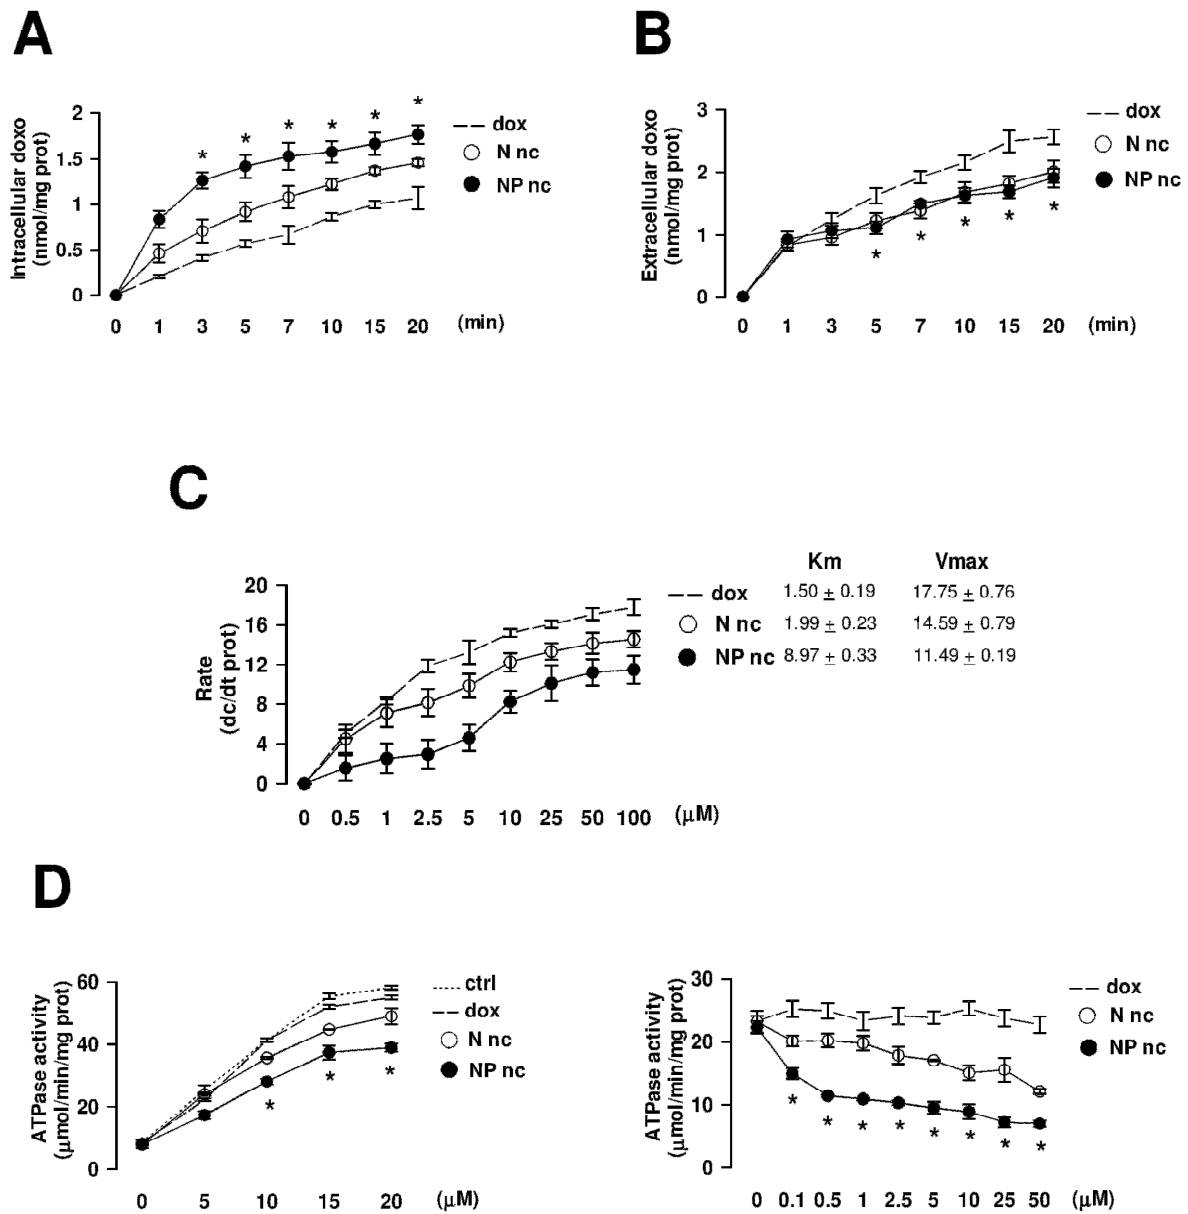 A
Intracellular doxo
(nmol/mg prot)
2
1.5
1
0.5
0
* * * * * * *
0 1 3 5 7 10 15 20 (min)
dox
N nc
NP nc
B
Extracellular doxo
(nmol/mg prot)
3
2
1
0
* * * * *
0 1 3 5 7 10 15 20 (min)
dox
N nc
NP nc
C
Rate
(dc/dt prot)
20
16
12
8
4
0
0 0.5 1 2.5 5 10 25 50 100 (μM)
Km Vmax
dox 1.50 ± 0.19 17.75 ± 0.76
N nc 1.99 ± 0.23 14.59 ± 0.79
NP nc 8.97 ± 0.33 11.49 ± 0.19
D
ATPase activity
(μmol/min/mg prot)
60
40
20
0
* * *
0 5 10 15 20 (μM)
ctrl
dox
N nc
NP nc
ATPase activity
(μmol/min/mg prot)
30
20
10
0
* * * * * * * *
0 0.1 0.5 1 2.5 5 10 25 50 (μM)
dox
N nc
NP nc